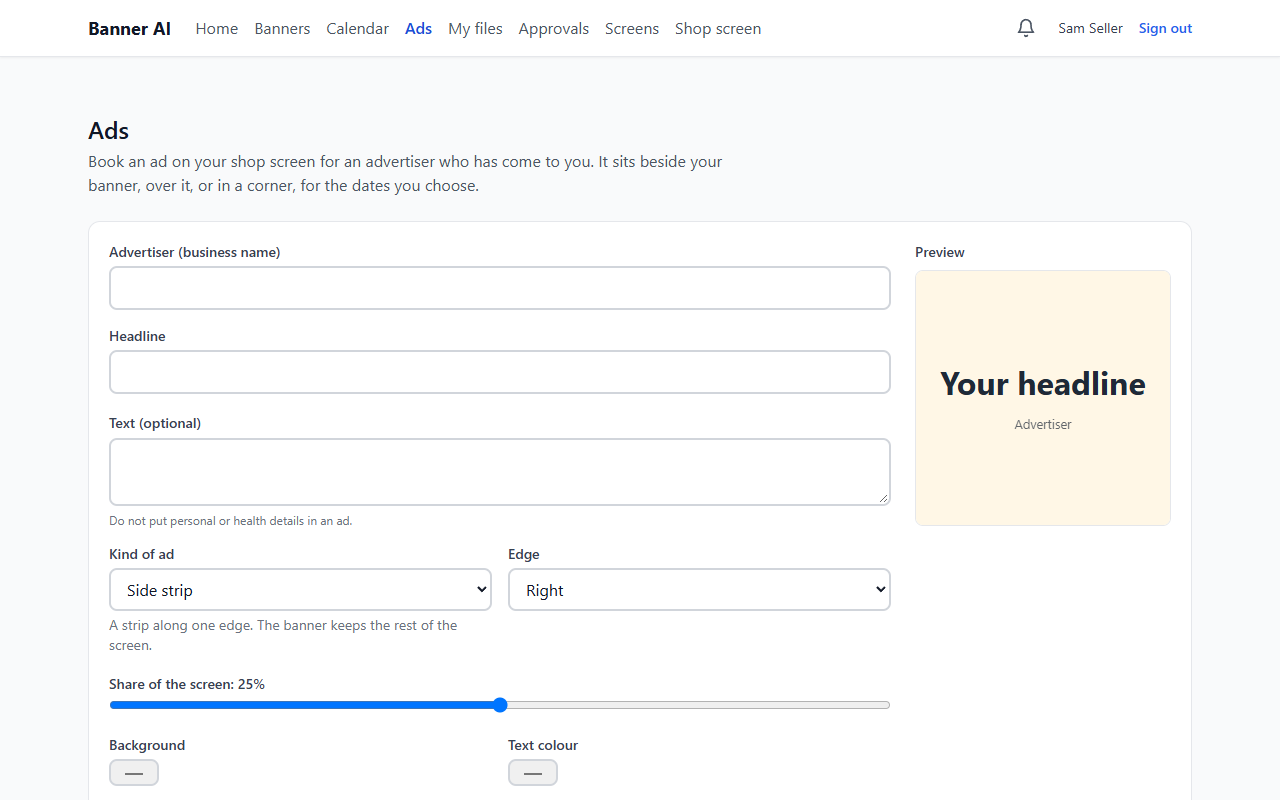 Banner AI Home Banners Calendar Ads My files Approvals Screens Shop screen Sam Seller Sign out
Ads
Book an ad on your shop screen for an advertiser who has come to you. It sits beside your
banner, over it, or in a corner, for the dates you choose.
Advertiser (business name)
Headline
Text (optional)
Do not put personal or health details in an ad.
Kind of ad
Edge
Side strip
Right
A strip along one edge. The banner keeps the rest of the
screen.
Share of the screen: 25%
Background
Text colour
—
—
Preview
Your headline
Advertiser